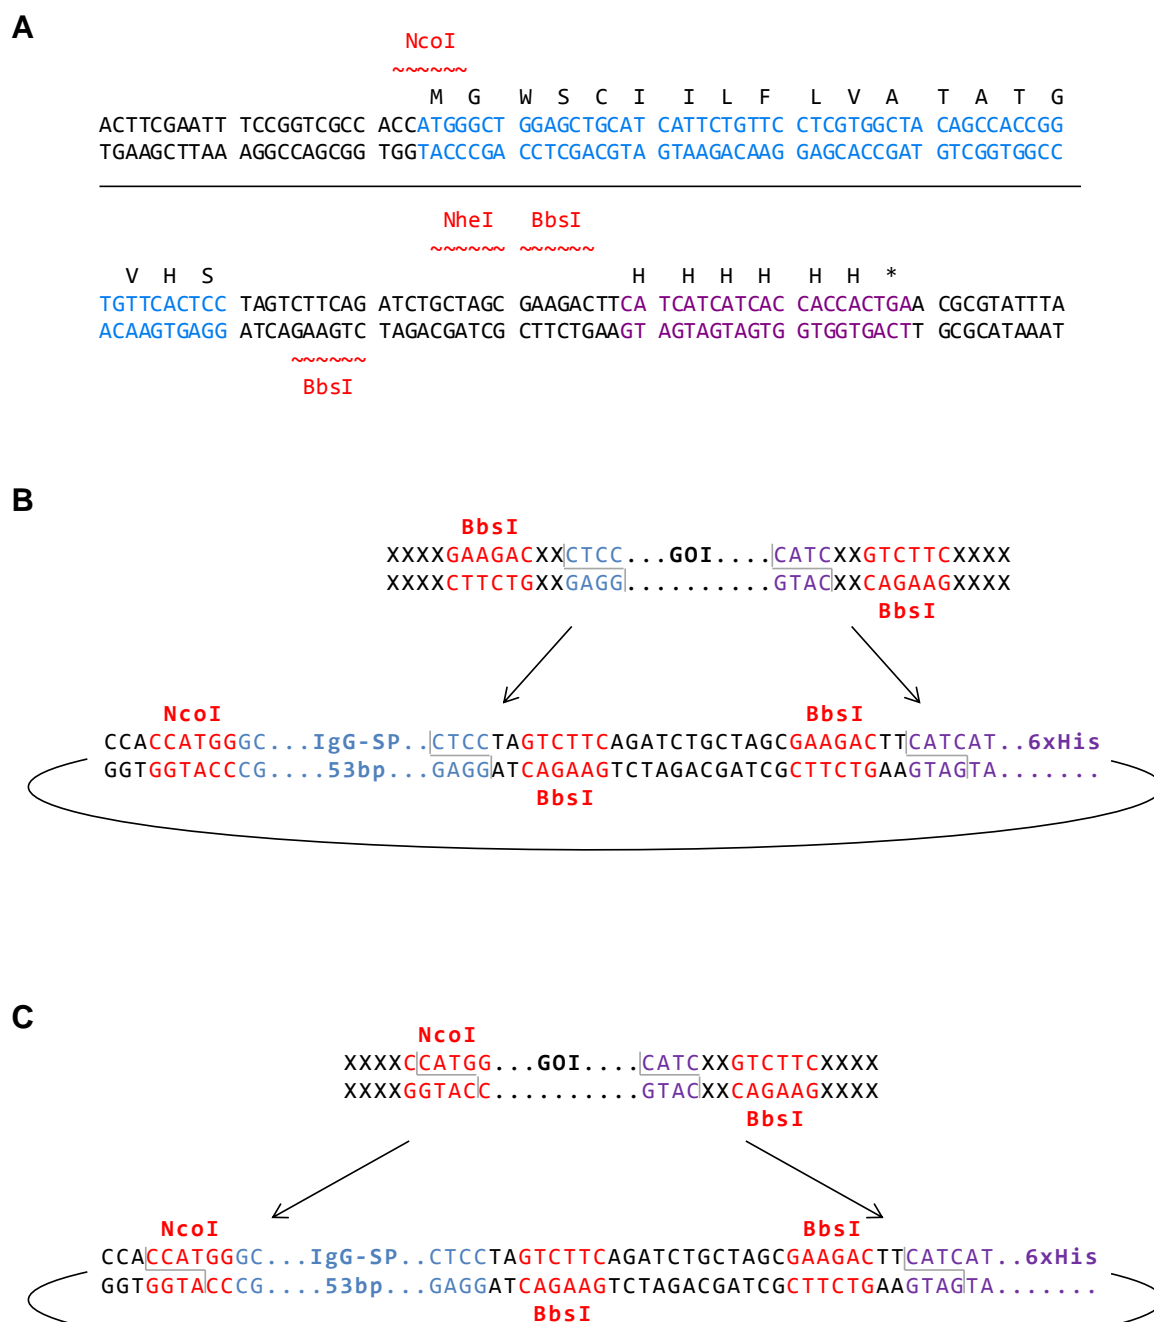 A
NcoI
~~~~~~
M G W S C I I L F L V A T A T G
ACTTCGAATT TCCGGTCGCC ACCATGGGCT GGAGCTGCAT CATTCTGTTC CTCGTGGCTA CAGCCACCGG
TGAAGCTTAA AGGCCAGCGG TGGTACCCGA CCTCGACGTA GTAAGACAAG GAGCACCGAT GTCGGTGGCC
NheI BbsI
~~~~~~ ~~~~~~
V H S H H H H H H *
TGTTCACTCC TAGTCTTCAG ATCTGCTAGC GAAGACTTCA TCATCATCAC CACCACTGAA CGCGTATTTA
ACAAGTGAGG ATCAGAAGTC TAGACGATCG CTTCTGAAGT AGTAGTAGTG GTGGTGACTT GCGCATAAAT
~~~~~~
BbsI
B
BbsI
XXXXGAAGACXXCTCC...GOI....CATCXXGTCTTCXXXX
XXXXCTTCTGXXGAGG..........GTACXXCAGAAGXXXX
BbsI
NcoI BbsI
CCACCATGGGC...IgG-SP..CTCCTAGTCTTCAGATCTGCTAGCGAAGACTTCATCAT..6xHis
GGTGGTACCCG....53bp...GAGGATCAGAAGTCTAGACGATCGCTTCTGAAGTAGTA.......
BbsI
C
NcoI
XXXXCCATGG...GOI....CATCXXGTCTTCXXXX
XXXXGGTACC..........GTACXXCAGAAGXXXX
BbsI
NcoI BbsI
CCACCATGGGC...IgG-SP..CTCCTAGTCTTCAGATCTGCTAGCGAAGACTTCATCAT..6xHis
GGTGGTACCCG....53bp...GAGGATCAGAAGTCTAGACGATCGCTTCTGAAGTAGTA.......
BbsI